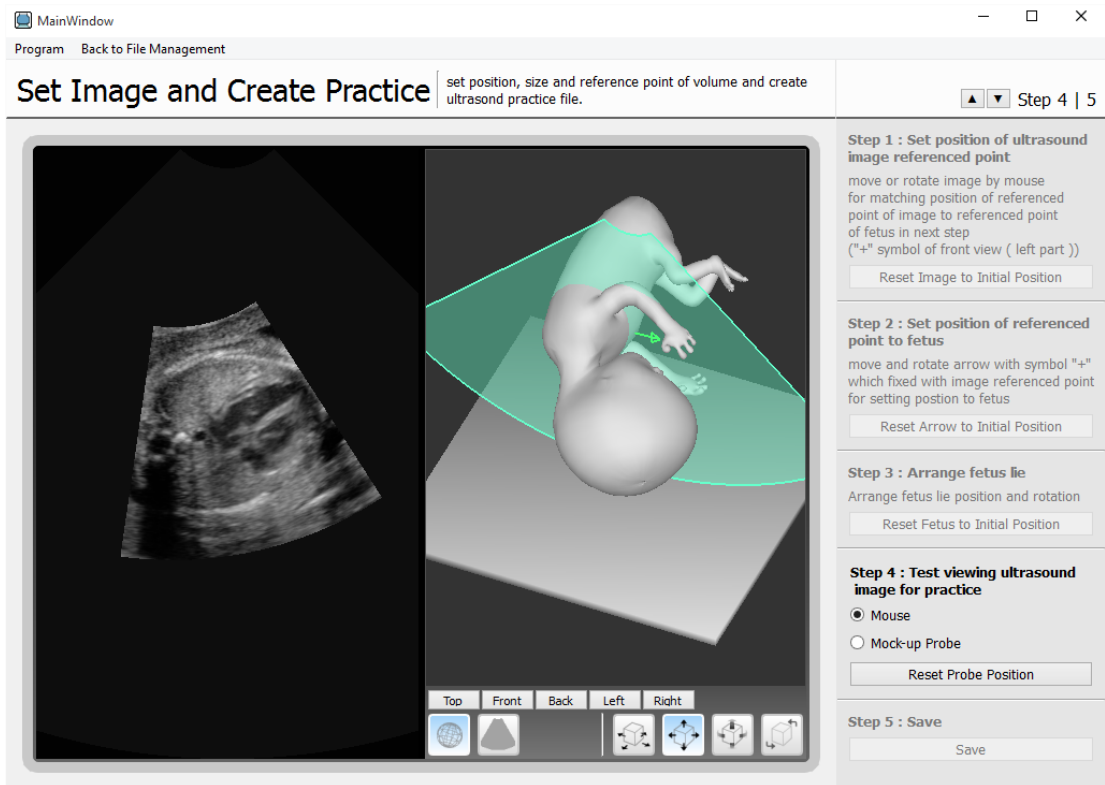 MainWindow
Program Back to File Management
Set Image and Create Practice
set position, size and reference point of volume and create
ultrasond practice file.
▲ ▼ Step 4 | 5
Step 1 : Set position of ultrasound
image referenced point
move or rotate image by mouse
for matching position of referenced
point of image to referenced point
of fetus in next step
("+" symbol of front view ( left part ))
Reset Image to Initial Position
Step 2 : Set position of referenced
point to fetus
move and rotate arrow with symbol "+"
which fixed with image referenced point
for setting postion to fetus
Reset Arrow to Initial Position
Step 3 : Arrange fetus lie
Arrange fetus lie position and rotation
Reset Fetus to Initial Position
Step 4 : Test viewing ultrasound
image for practice
Mouse
Mock-up Probe
Reset Probe Position
Step 5 : Save
Save
Top Front Back Left Right